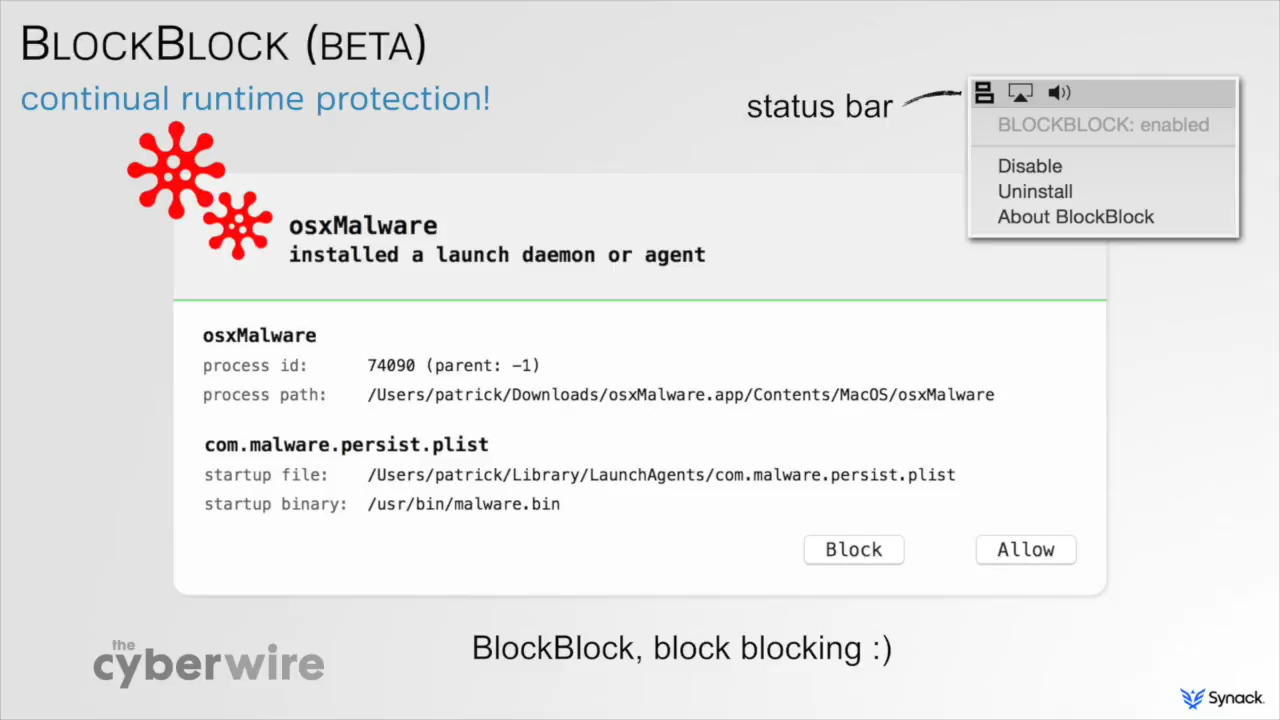 BLOCKBLOCK (BETA)
continual runtime protection!
status bar
BLOCKBLOCK: enabled
Disable
Uninstall
About BlockBlock
osxMalware
installed a launch daemon or agent
osxMalware
process id: 74090 (parent: -1)
process path: /Users/patrick/Downloads/osxMalware.app/Contents/MacOS/osxMalware
com.malware.persist.plist
startup file: /Users/patrick/Library/LaunchAgents/com.malware.persist.plist
startup binary: /usr/bin/malware.bin
Block Allow
BlockBlock, block blocking :)
the
cyberwire
Synack.